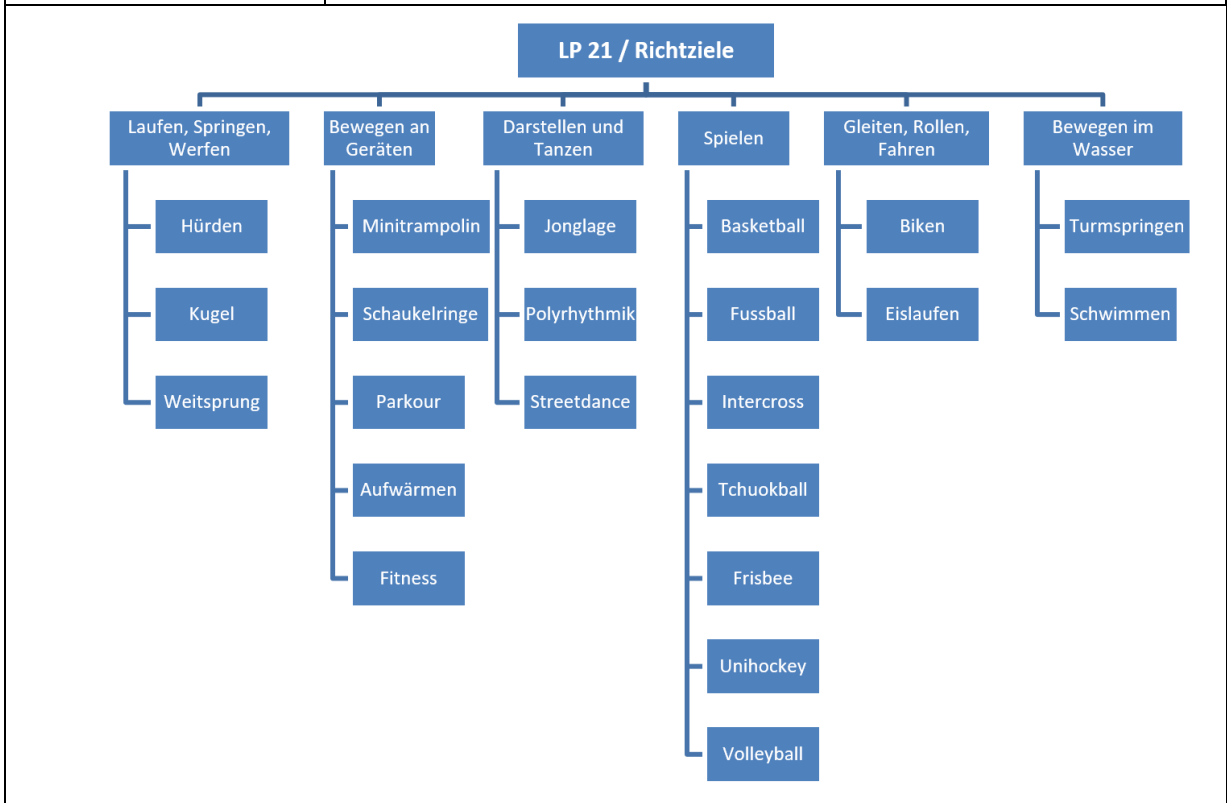 LP 21 / Richtziele
Laufen, Springen,
Werfen
Hürden
Kugel
Weitsprung
Bewegen an
Geräten
Minitrampolin
Schaukelringe
Parkour
Aufwärmen
Fitness
Darstellen und
Tanzen
Jonglage
Polyrhythmik
Streetdance
Spielen
Basketball
Fussball
Intercross
Tchuokball
Frisbee
Unihockey
Volleyball
Gleiten, Rollen,
Fahren
Biken
Eislaufen
Bewegen im
Wasser
Turmspringen
Schwimmen